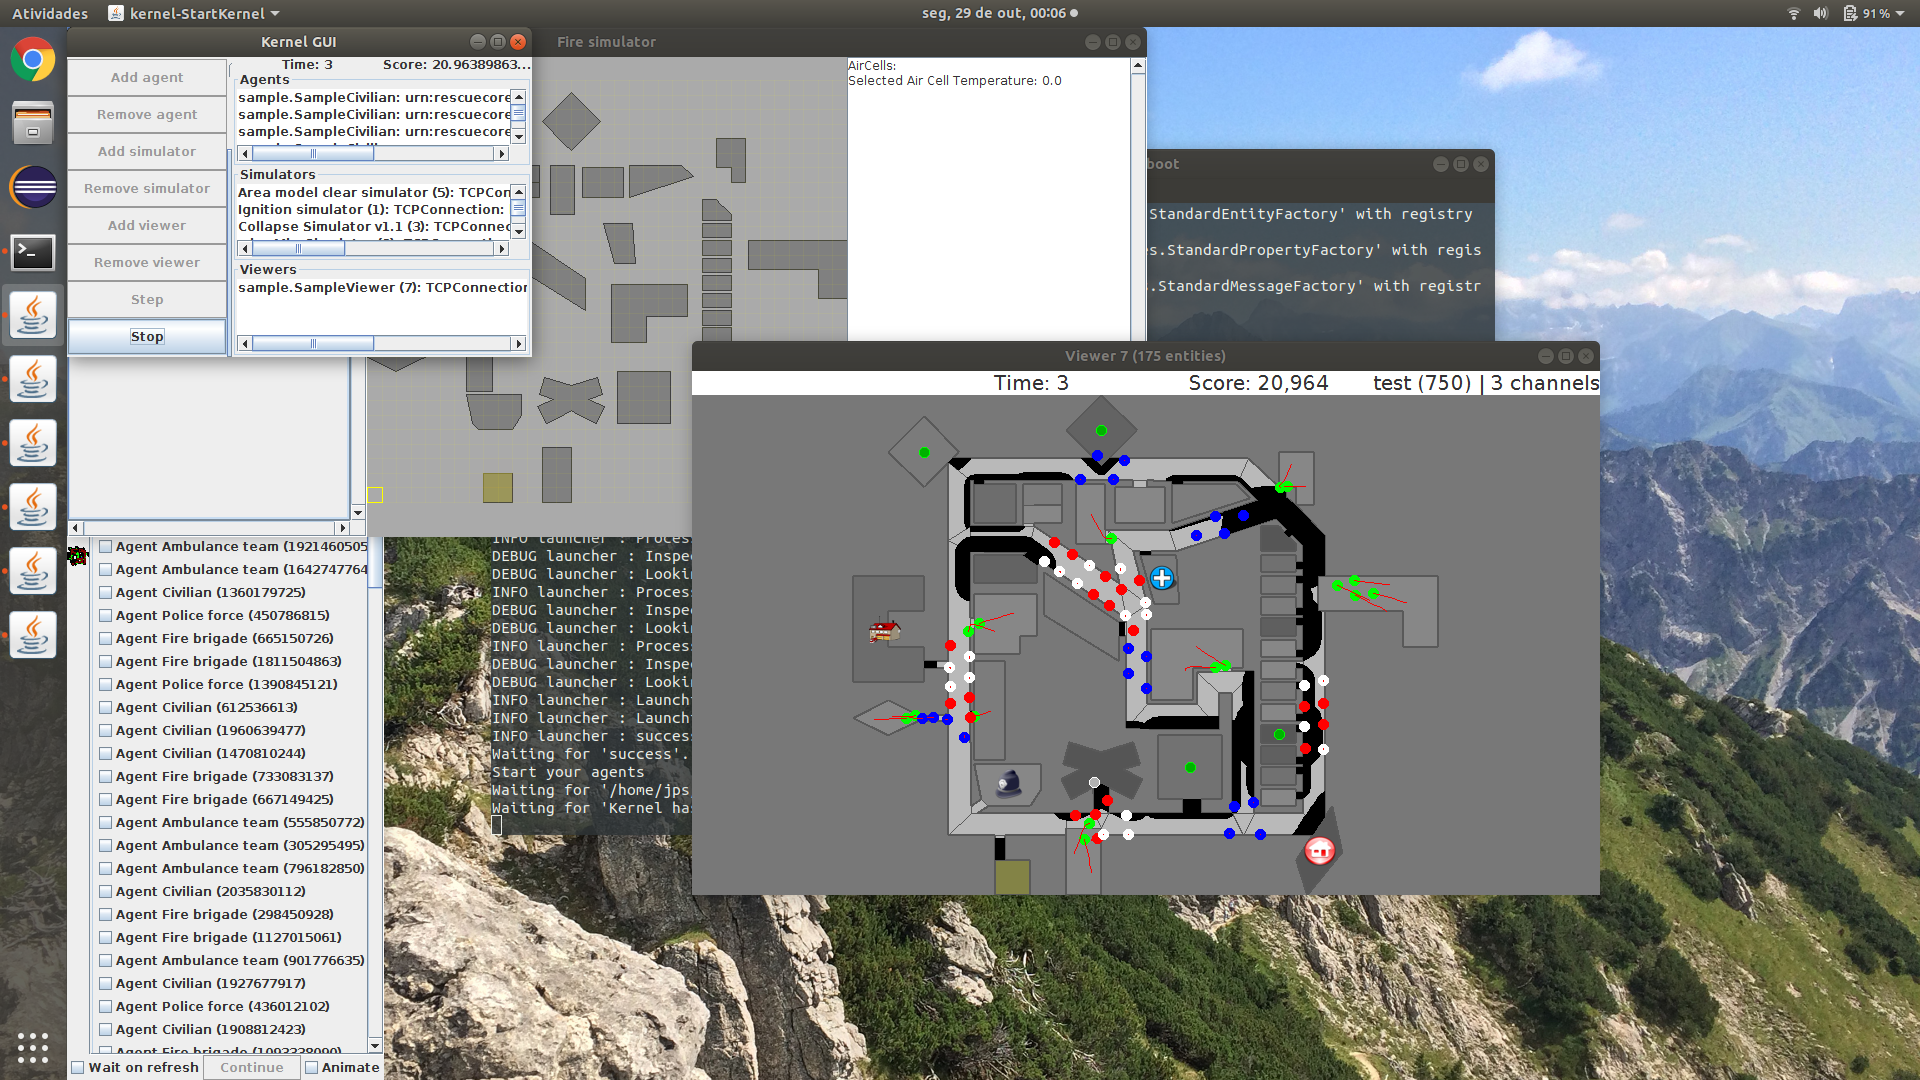 Atividades
kernel-StartKernel
seg, 29 de out, 00:06
91 %
Kernel GUI
Add agent
Remove agent
Add simulator
Remove simulator
Add viewer
Remove viewer
Step
Stop
Time: 3
Score: 20.96389863...
Agents
sample.SampleCivilian: urn:rescuecore
sample.SampleCivilian: urn:rescuecore
sample.SampleCivilian: urn:rescuecore
Simulators
Area model clear simulator (5): TCPCon
Ignition simulator (1): TCPConnection:
Collapse Simulator v1.1 (3): TCPConnec
Viewers
sample.SampleViewer (7): TCPConnection
Fire simulator
AirCells:
Selected Air Cell Temperature: 0.0
boot
StandardEntityFactory' with registry
s.StandardPropertyFactory' with regis
.StandardMessageFactory' with registr
Viewer 7 (175 entities)
Time: 3
Score: 20,964
test (750) | 3 channels
Agent Ambulance team (1921460505
Agent Ambulance team (1642747764
Agent Civilian (1360179725)
Agent Police force (450786815)
Agent Fire brigade (665150726)
Agent Fire brigade (1811504863)
Agent Police force (1390845121)
Agent Civilian (612536613)
Agent Civilian (1960639477)
Agent Civilian (1470810244)
Agent Fire brigade (733083137)
Agent Fire brigade (667149425)
Agent Ambulance team (555850772)
Agent Ambulance team (305295495)
Agent Ambulance team (796182850)
Agent Civilian (2035830112)
Agent Fire brigade (298450928)
Agent Fire brigade (1127015061)
Agent Ambulance team (901776635)
Agent Civilian (1927677917)
Agent Police force (436012102)
Agent Civilian (1908812423)
Agent Fire brigade (1093338090)
Wait on refresh
Continue
Animate
INFO launcher : Process
DEBUG launcher : Inspe
DEBUG launcher : Looki
INFO launcher : Proces
DEBUG launcher : Inspe
DEBUG launcher : Looki
INFO launcher : Proces
DEBUG launcher : Inspe
DEBUG launcher : Looki
INFO launcher : Launch
INFO launcher : Launch
INFO launcher : succes
Waiting for 'success'.
Start your agents
Waiting for '/home/jps
Waiting for 'Kernel ha